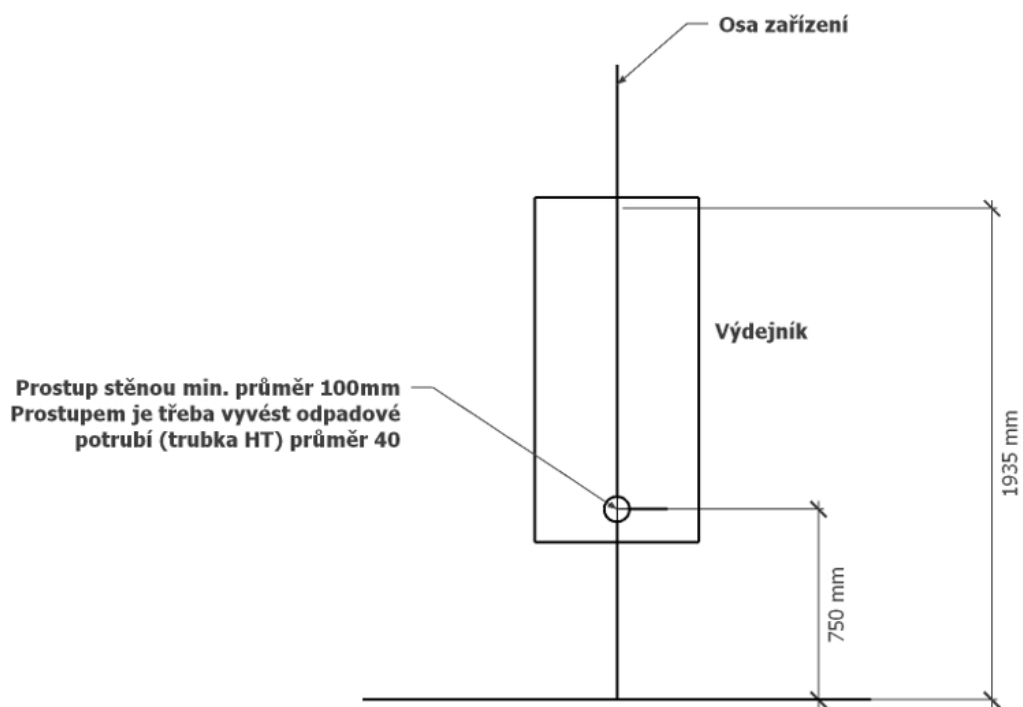 Osa zařízení
Výdejník
Prostup stěnou min. průměr 100mm
Prostupem je třeba vyvést odpadové
potrubí (trubka HT) průměr 40
1935 mm
750 mm